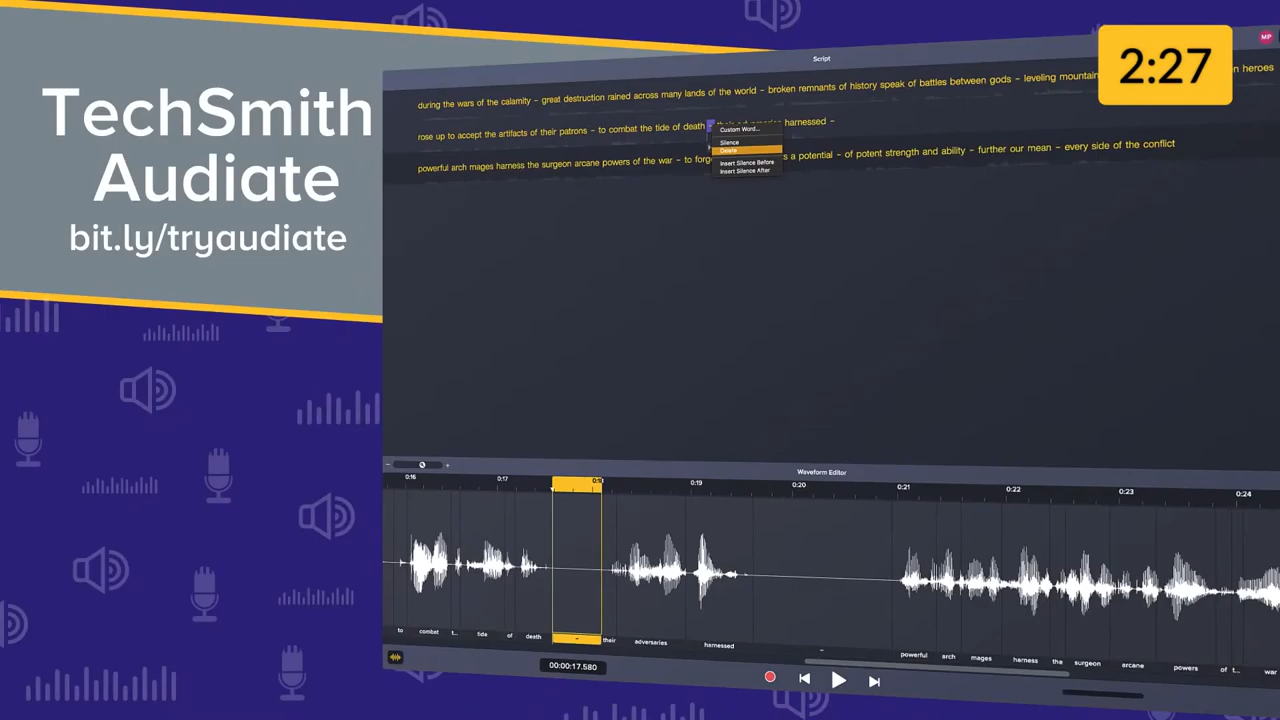 TechSmith
Audiate
bit.ly/tryaudiate
2:27
MP
Script
during the wars of the calamity - great destruction rained across many lands of the world - broken remnants of history speak of battles between gods - leveling mountain
n heroes
rose up to accept the artifacts of their patrons - to combat the tide of death - their adversaries harnessed -
powerful arch mages harness the surgeon arcane powers of the war - to forg
s a potential - of potent strength and ability - further our mean - every side of the conflict
Custom Word...
Silence
Delete
Insert Silence Before
Insert Silence After
Waveform Editor
0:16 0:17 0:18 0:19 0:20 0:21 0:22 0:23 0:24
to combat t... tide of death - their adversaries harnessed - powerful arch mages harness the surgeon arcane powers of t... war
00:00:17.580